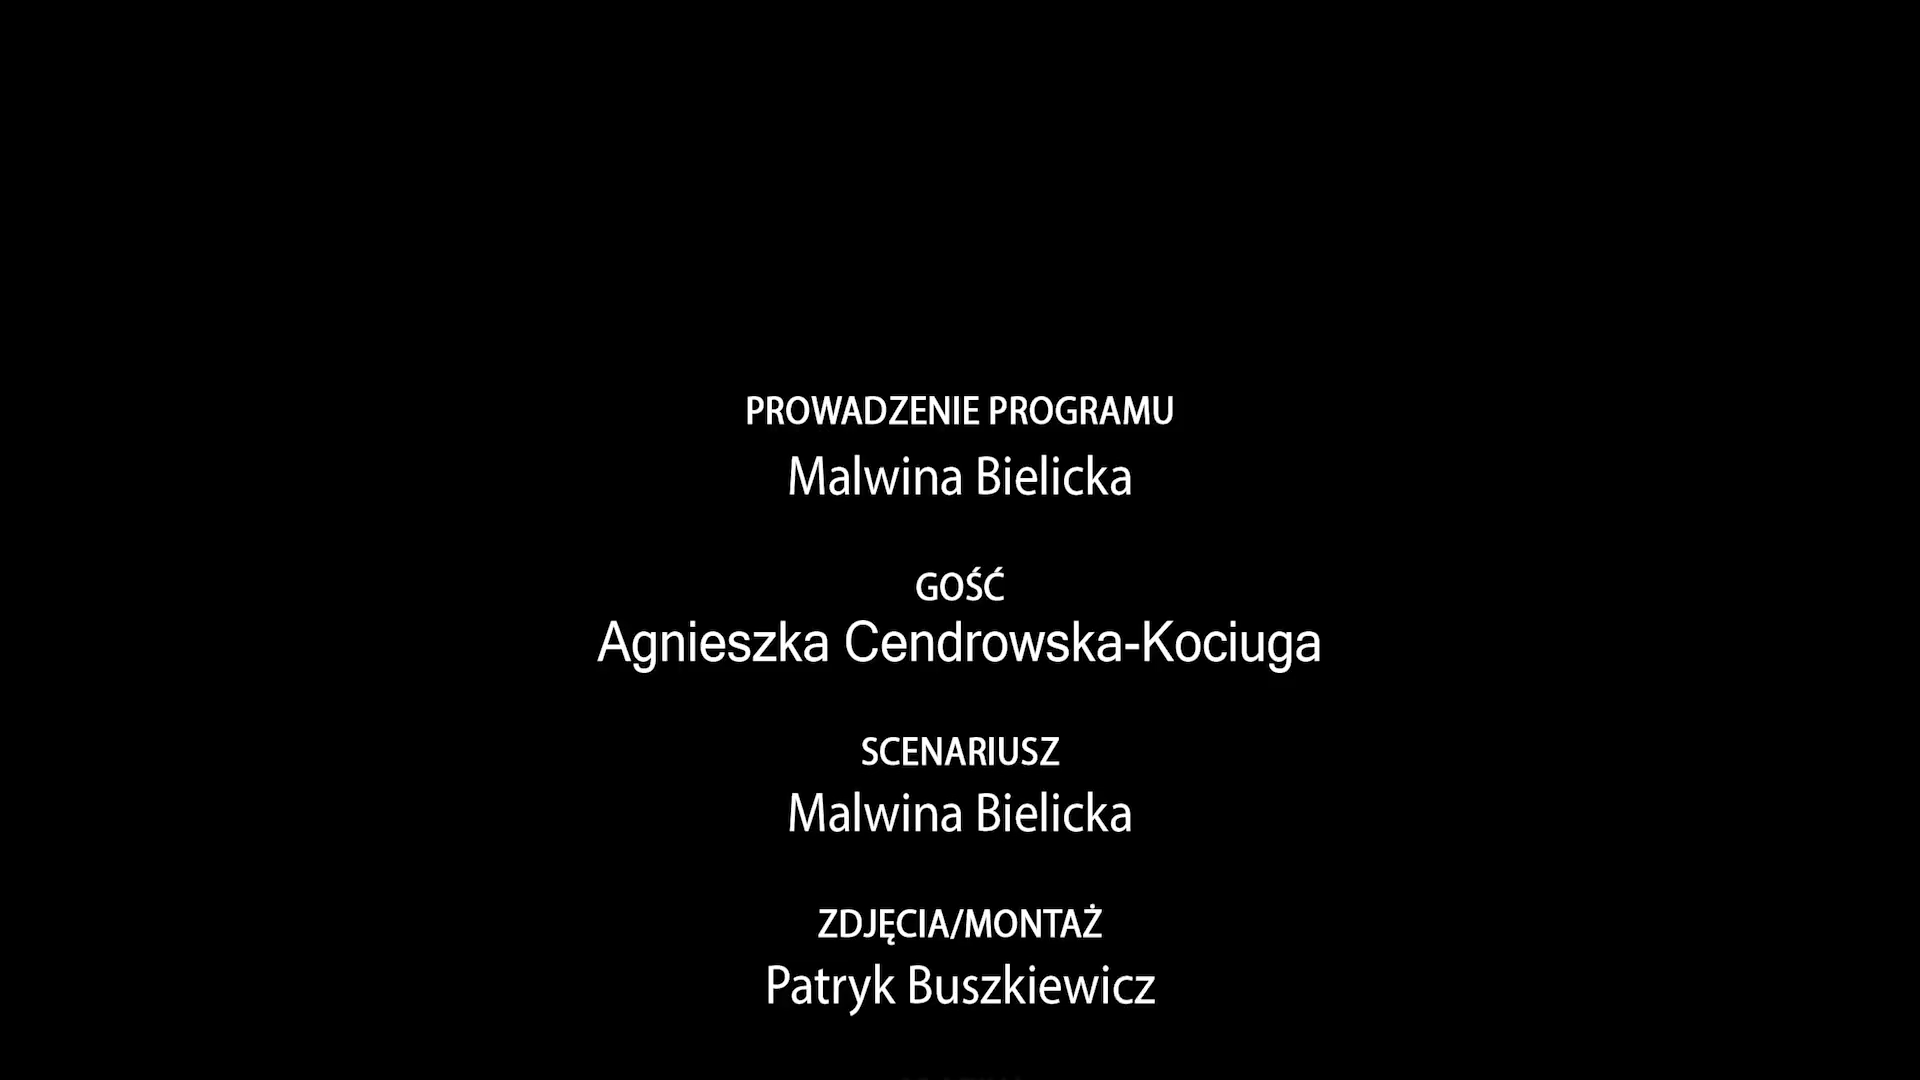 PROWADZENIE PROGRAMU
Malwina Bielicka
GOŚĆ
Agnieszka Cendrowska-Kociuga
SCENARIUSZ
Malwina Bielicka
ZDJĘCIA/MONTAŻ
Patryk Buszkiewicz